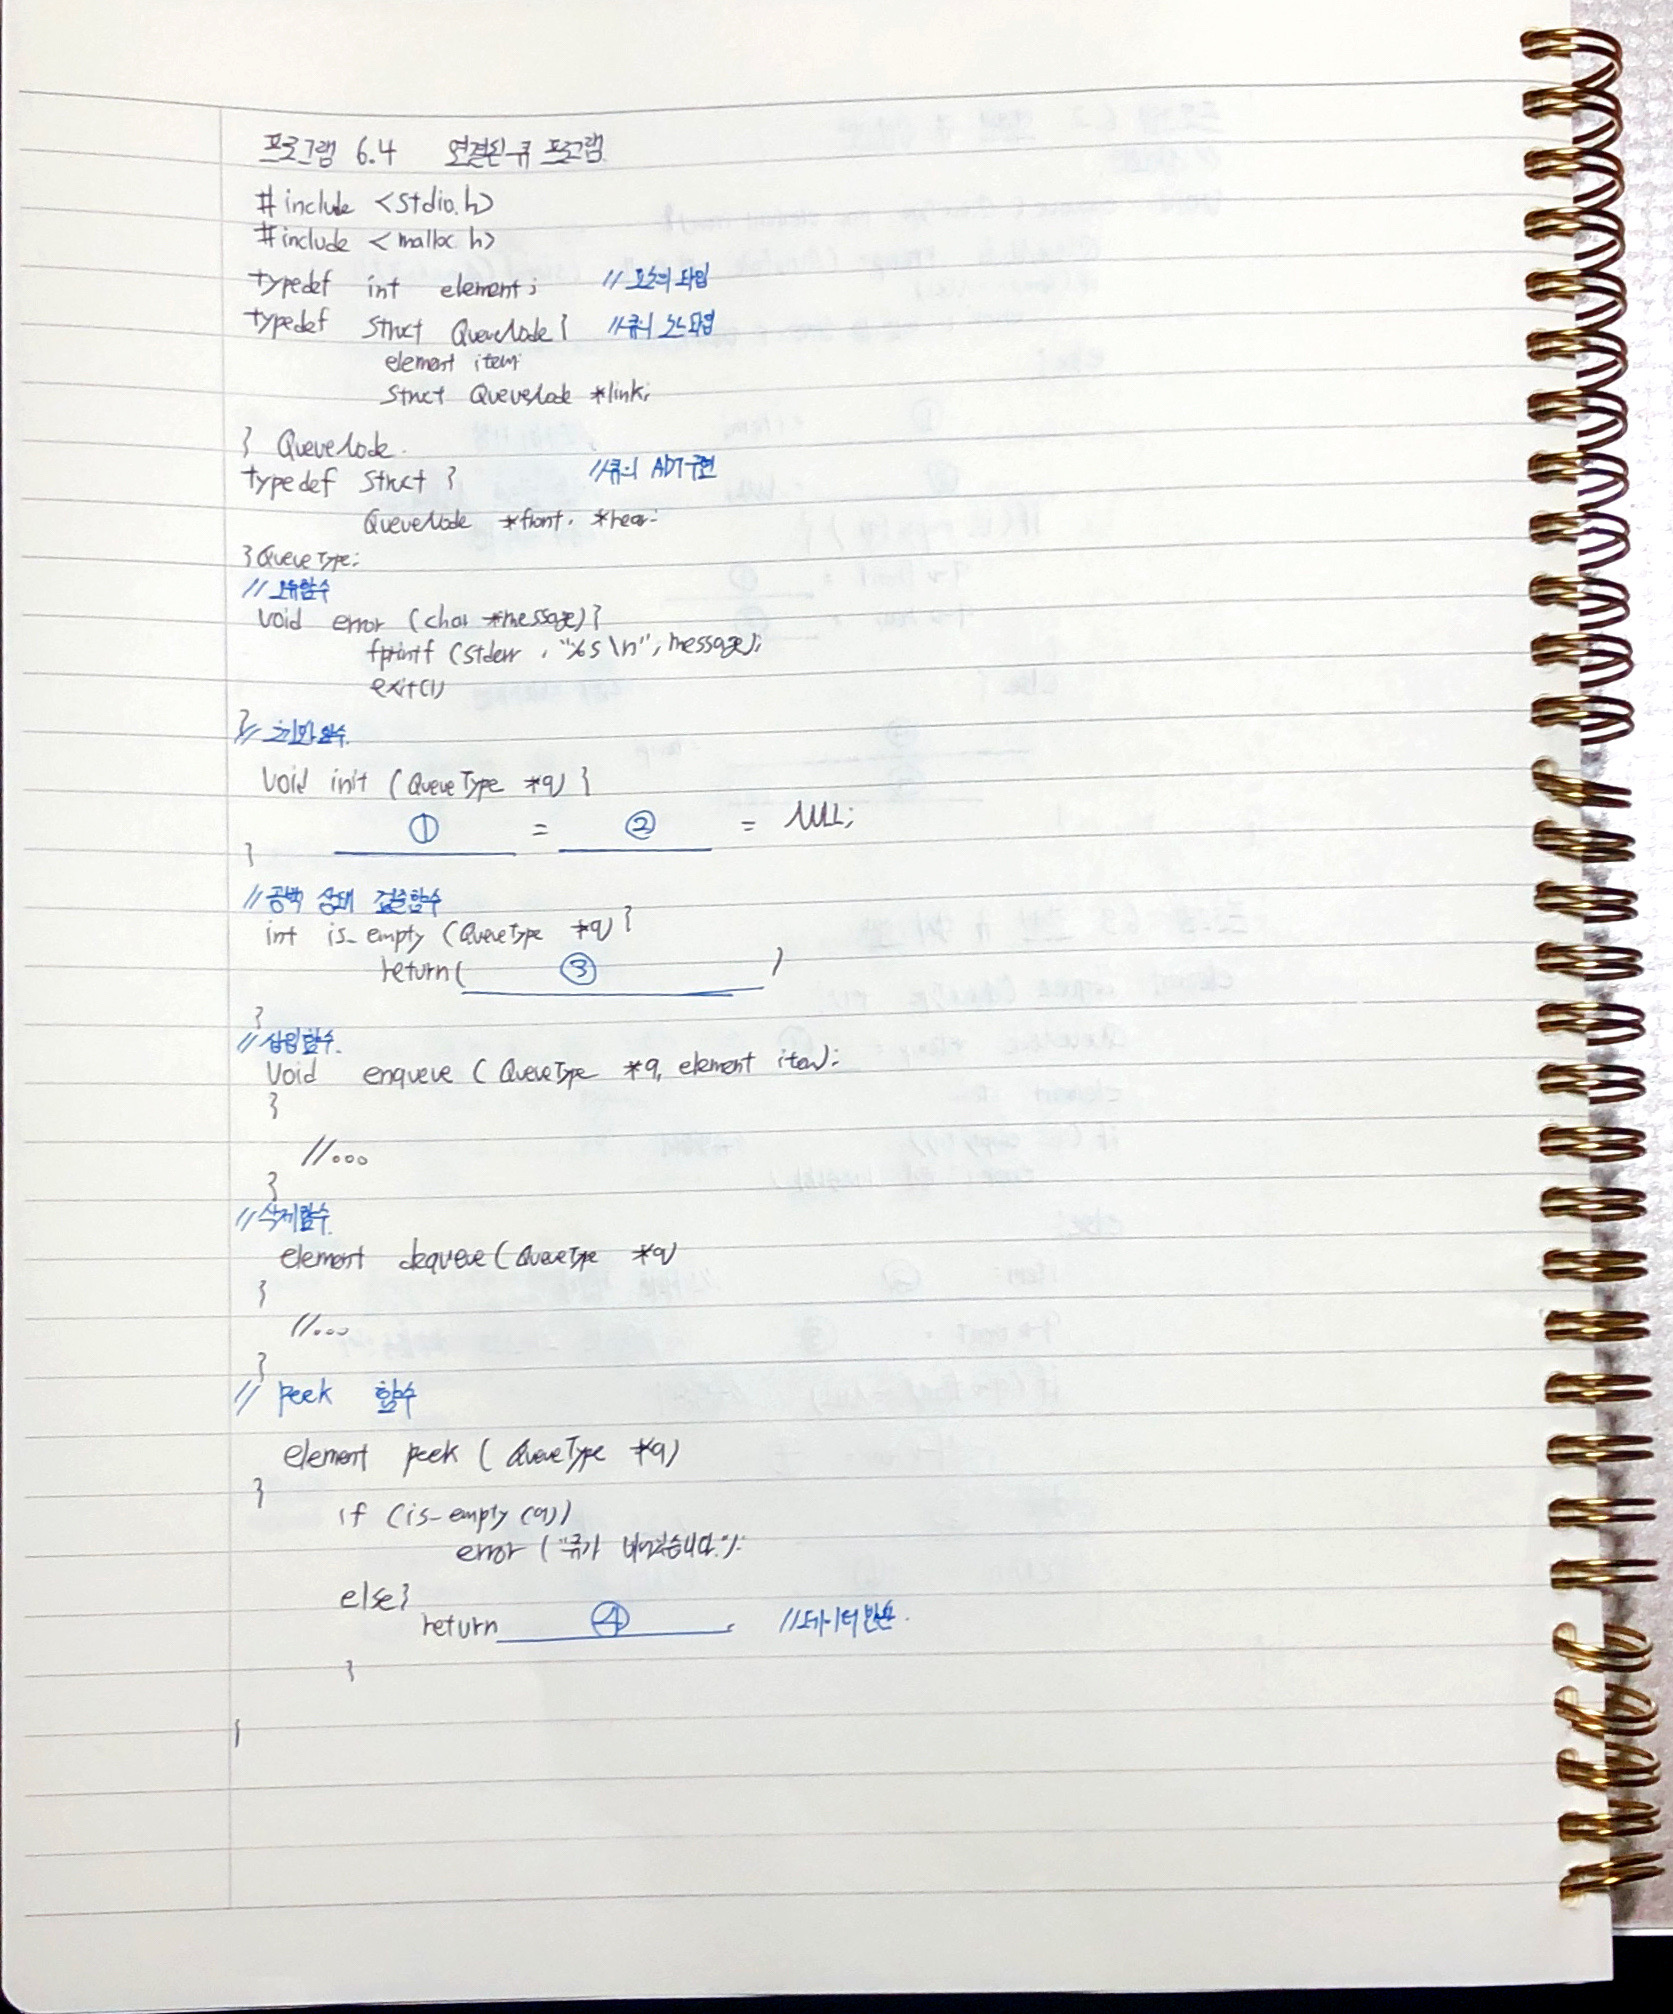 프로그램 6.4 연결된 큐 프로그램
#include <stdio.h>
#include <malloc.h>
typedef int element; // 요소의 타입
typedef struct QueueNode { // 큐의 노드 타입
element item;
struct QueueNode *link;
} QueueNode.
typedef struct { // 큐의 ADT 구현
QueueNode *front, *rear;
} QueueType;
// 오류 함수
void error (char *message) {
fprintf (stderr, "%s \n", message);
exit(1)
}
// 초기화 함수.
void init (QueueType *q) {
① = ② = NULL;
}
// 공백 상태 검출 함수
int is_empty (QueueType *q) {
return ( ③ )
}
// 삽입 함수.
void enqueue ( QueueType *q, element item);
}
//...
}
// 삭제 함수.
element dequeue ( QueueType *q)
}
//...
}
// peek 함수
element peek ( QueueType *q)
}
if (is_empty (q))
error ( "큐가 비어있습니다.");
else }
return ④ . // 데이터 반환.
}
}